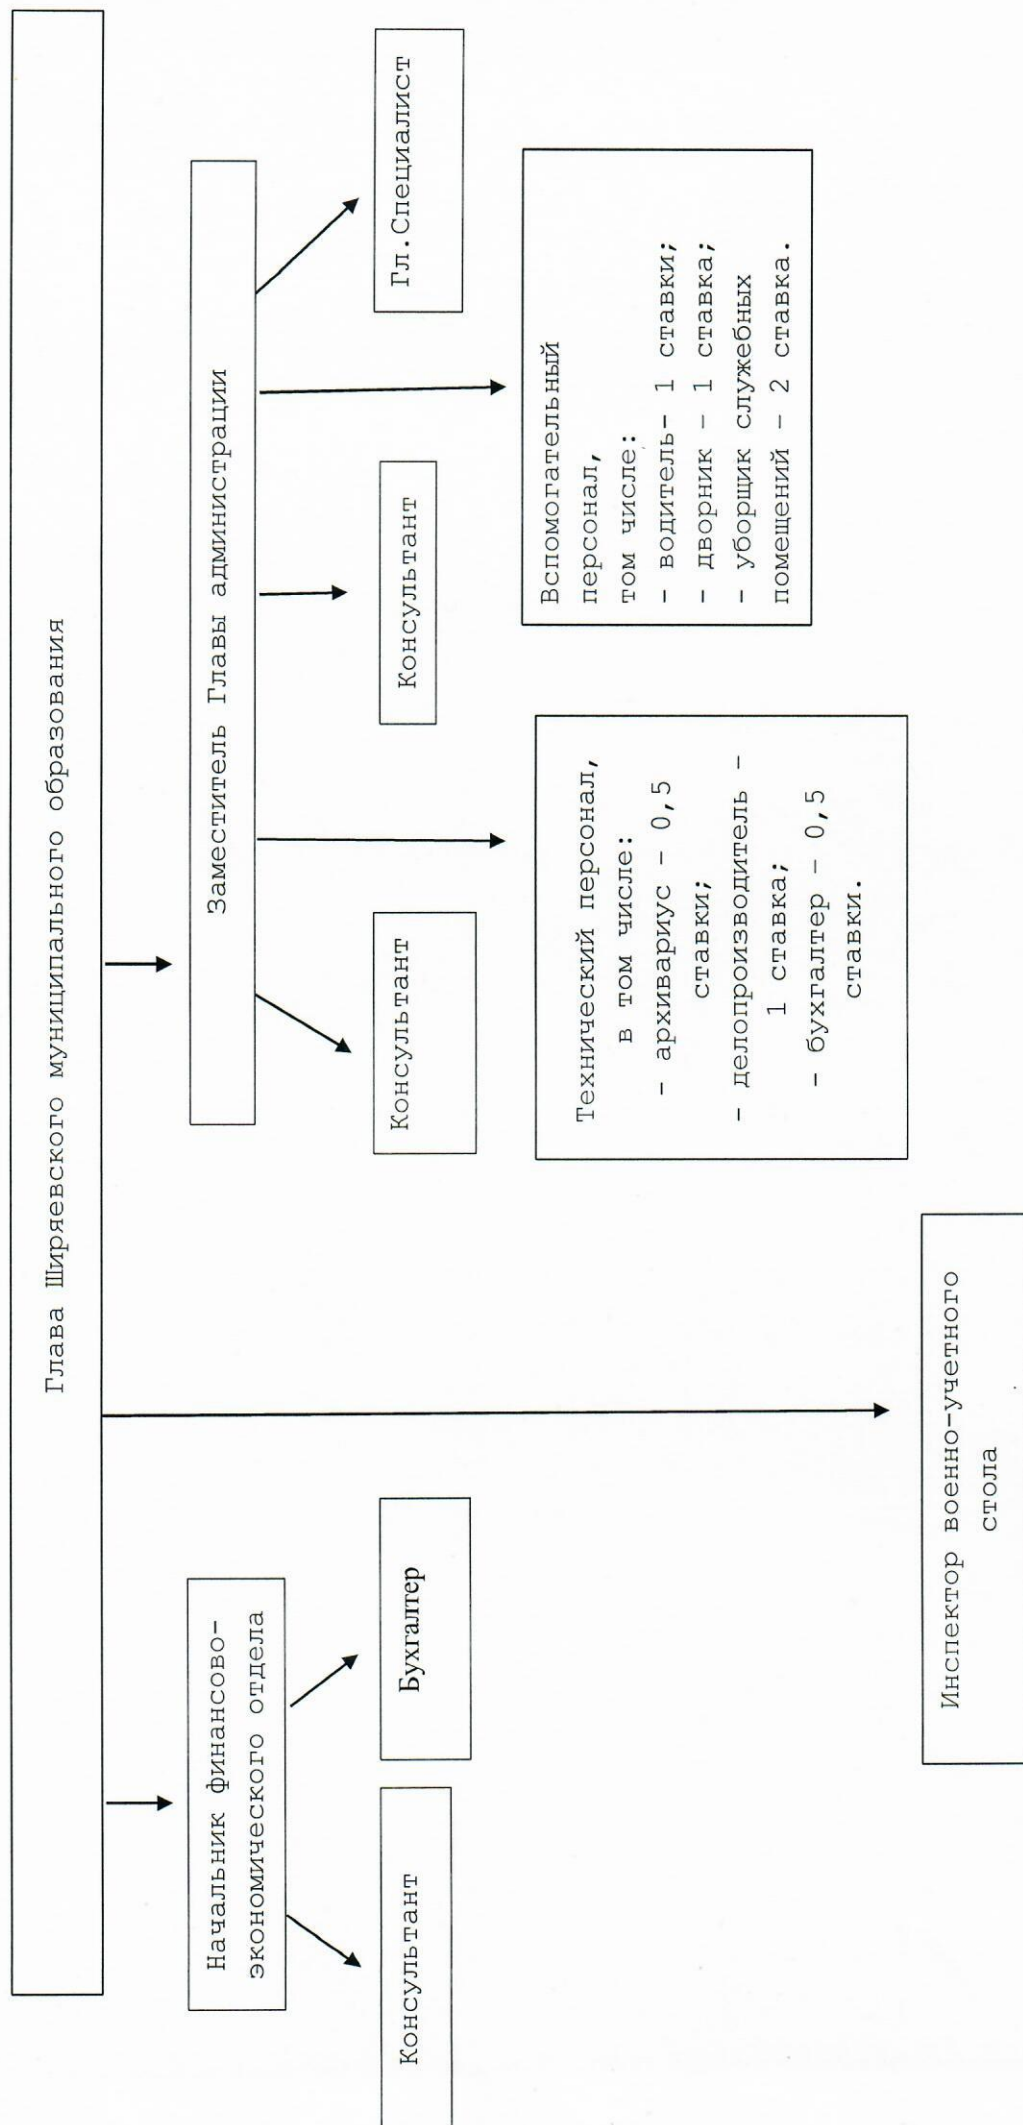 Глава Ширяевского муниципального образования
Начальник финансово-
экономического отдела
Заместитель Главы администрации
Консультант
Бухгалтер
Консультант
Консультант
Гл.Специалист
Технический персонал,
в том числе:
- архивариус – 0,5
ставки;
- делопроизводитель –
1 ставка;
- бухгалтер – 0,5
ставки.
Вспомогательный
персонал,
том числе:
- водитель- 1 ставки;
- дворник – 1 ставка;
- уборщик служебных
помещений – 2 ставка.
Инспектор военно-учетного
стола